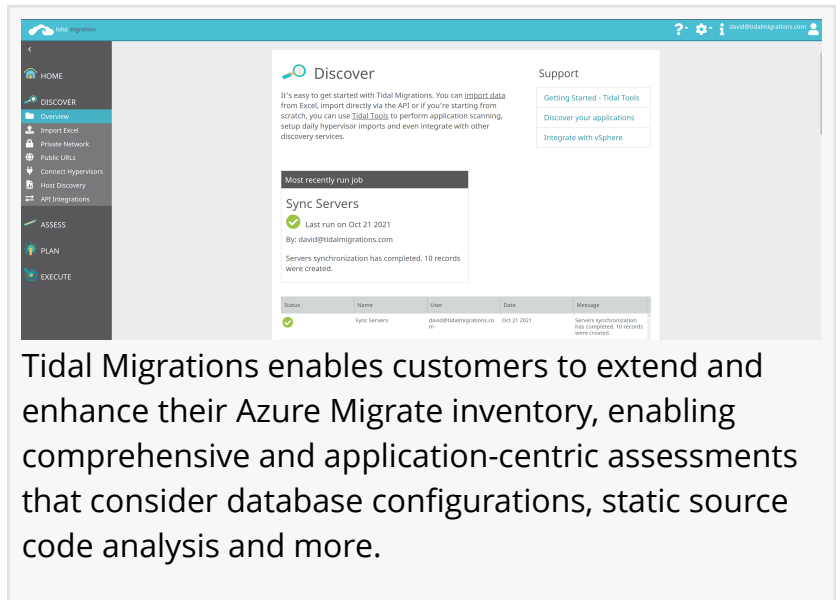 tidal migrations
? i david@tidalmigrations.com
<
HOME
DISCOVER
Overview
Import Excel
Private Network
Public URLs
Connect Hypervisors
Host Discovery
API Integrations
ASSESS
PLAN
EXECUTE
Discover
It's easy to get started with Tidal Migrations. You can import data
from Excel, import directly via the API or if you're starting from
scratch, you can use Tidal Tools to perform application scanning,
setup daily hypervisor imports and even integrate with other
discovery services.
Support
Getting Started - Tidal Tools
Discover your applications
Integrate with vSphere
Most recently run job
Sync Servers
Last run on Oct 21 2021
By: david@tidalmigrations.com
Servers synchronization has completed. 10 records
were created.
Status Name User Date Message
Sync Servers david@tidalmigrations.co Oct 21 2021 Servers synchronization
m has completed. 10 records
were created.
Tidal Migrations enables customers to extend and
enhance their Azure Migrate inventory, enabling
comprehensive and application-centric assessments
that consider database configurations, static source
code analysis and more.